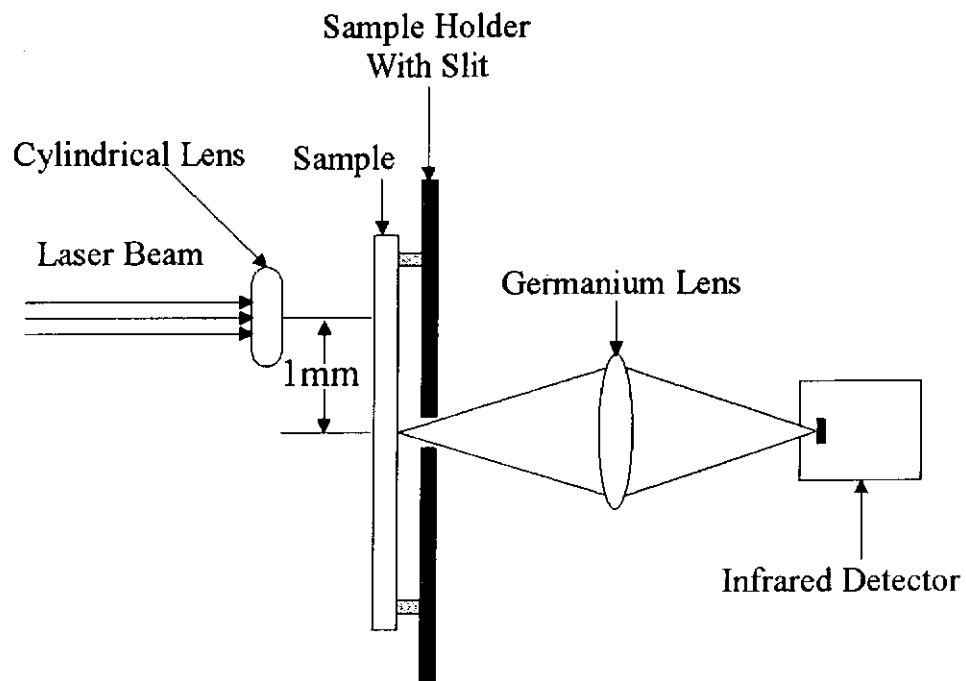 Sample Holder
With Slit
Cylindrical Lens
Sample
Laser Beam
Germanium Lens
1mm
Infrared Detector